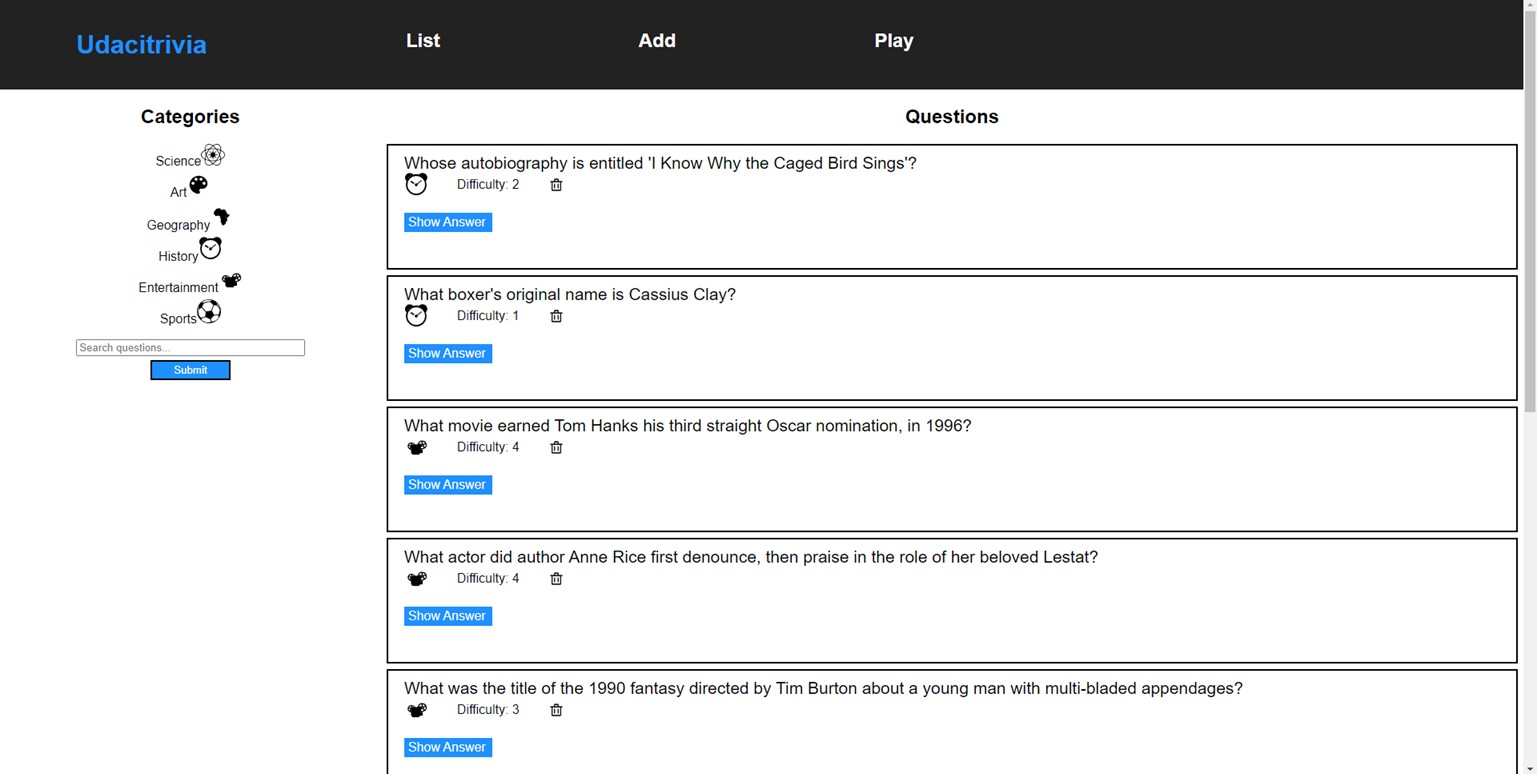 Udacitrivia
List
Add
Play
Categories
Science
Art
Geography
History
Entertainment
Sports
Search questions...
Submit
Questions
Whose autobiography is entitled 'I Know Why the Caged Bird Sings'?
Difficulty: 2
Show Answer
What boxer's original name is Cassius Clay?
Difficulty: 1
Show Answer
What movie earned Tom Hanks his third straight Oscar nomination, in 1996?
Difficulty: 4
Show Answer
What actor did author Anne Rice first denounce, then praise in the role of her beloved Lestat?
Difficulty: 4
Show Answer
What was the title of the 1990 fantasy directed by Tim Burton about a young man with multi-bladed appendages?
Difficulty: 3
Show Answer